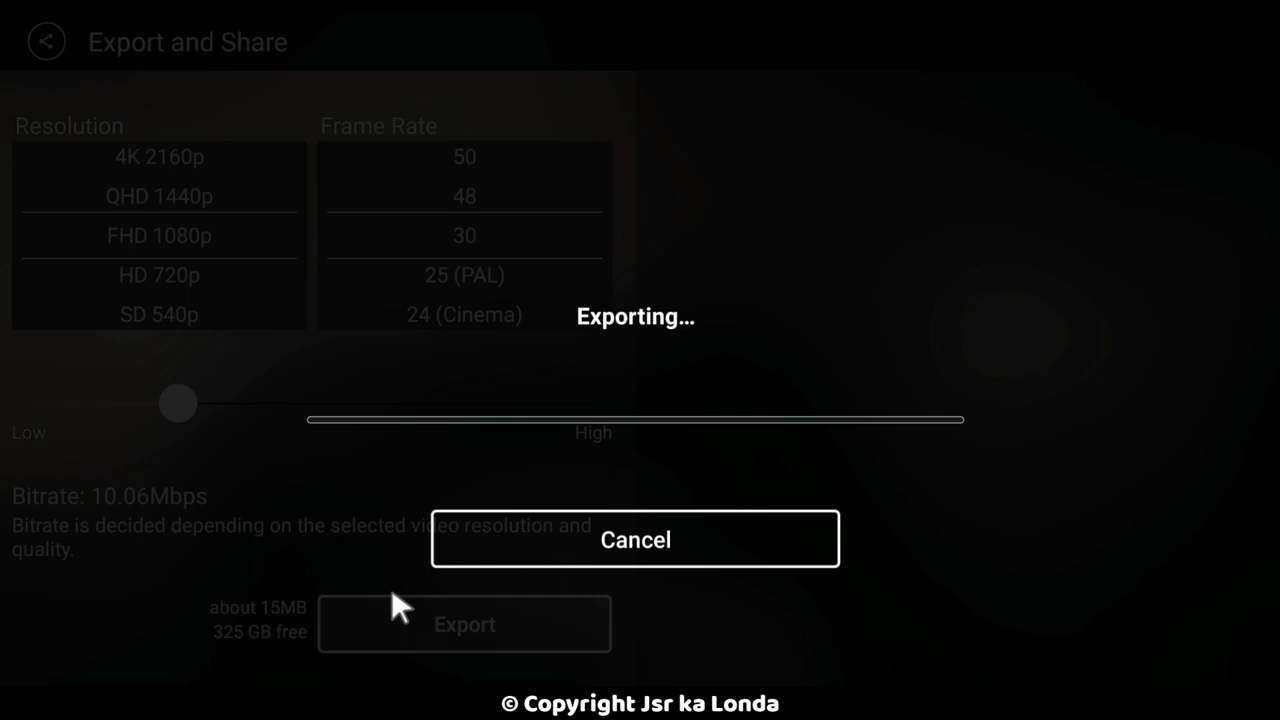 Export and Share
Resolution
Frame Rate
4K 2160p
QHD 1440p
FHD 1080p
HD 720p
SD 540p
50
48
30
25 (PAL)
24 (Cinema)
Exporting...
Low
High
Bitrate: 10.06Mbps
Bitrate is decided depending on the selected video resolution and
quality.
Cancel
about 15MB
325 GB free
Export
© Copyright Jsr ka Londa